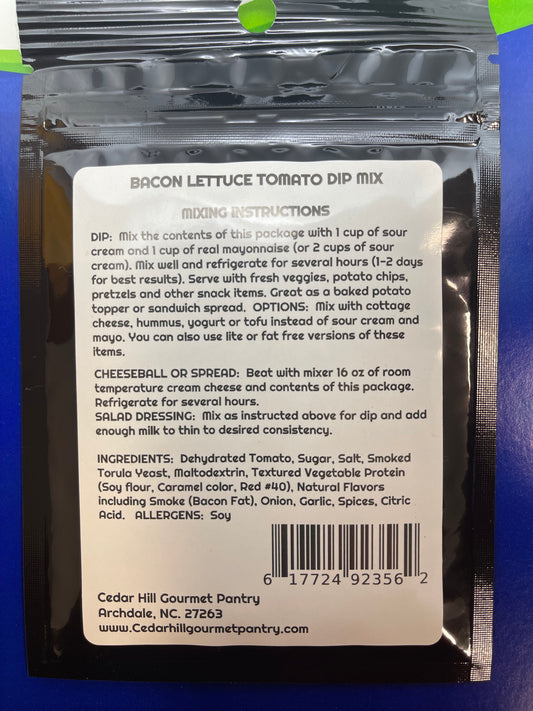 BACON LETTUCE TOMATO DIP MIX
MIXING INSTRUCTIONS
DIP: Mix the contents of this package with 1 cup of sour
cream and 1 cup of real mayonnaise (or 2 cups of sour
cream). Mix well and refrigerate for several hours (1-2 days
for best results). Serve with fresh veggies, potato chips,
pretzels and other snack items. Great as a baked potato
topper or sandwich spread. OPTIONS: Mix with cottage
cheese, hummus, yogurt or tofu instead of sour cream and
mayo. You can also use lite or fat free versions of these
items.
CHEESEBALL OR SPREAD: Beat with mixer 16 oz of room
temperature cream cheese and contents of this package.
Refrigerate for several hours.
SALAD DRESSING: Mix as instructed above for dip and add
enough milk to thin to desired consistency.
INGREDIENTS: Dehydrated Tomato, Sugar, Salt, Smoked
Torula Yeast, Maltodextrin, Textured Vegetable Protein
(Soy flour, Caramel color, Red #40), Natural Flavors
including Smoke (Bacon Fat), Onion, Garlic, Spices, Citric
Acid. ALLERGENS: Soy
6 17724 92356 2
Cedar Hill Gourmet Pantry
Archdale, NC. 27263
www.Cedarhillgourmetpantry.com